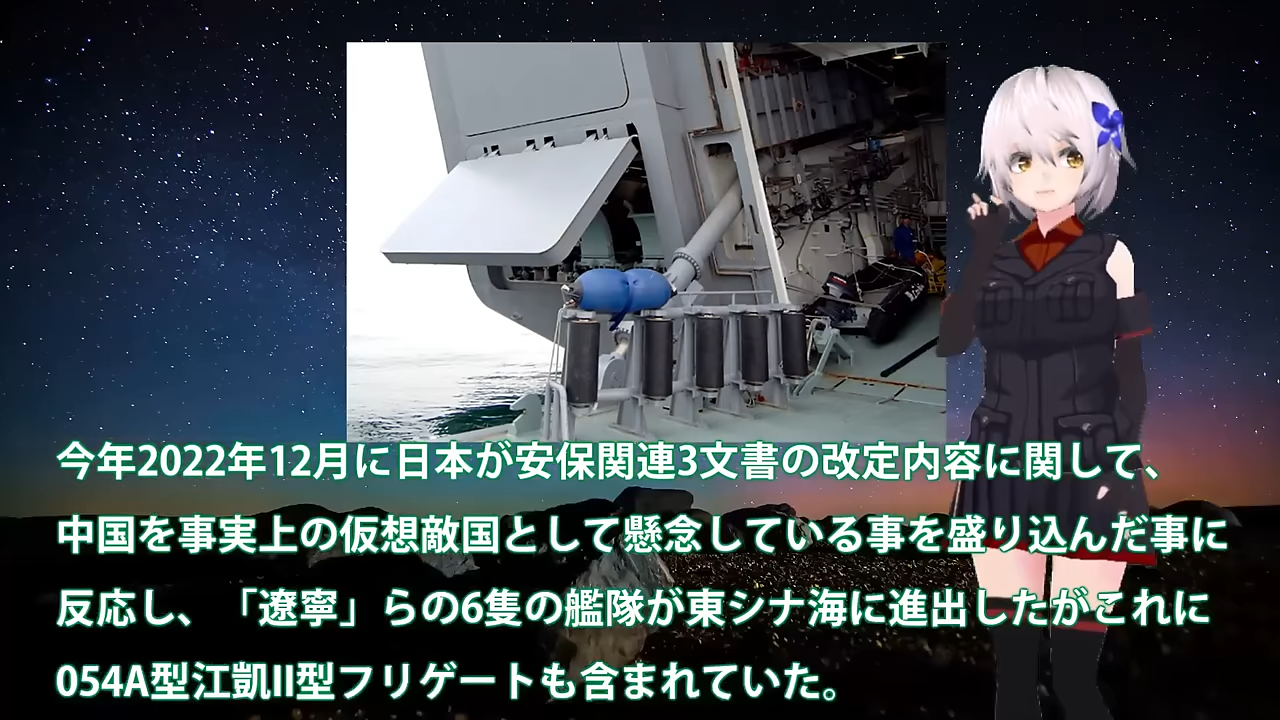 今年2022年12月に日本が安保関連3文書の改定内容に関して、
中国を事実上の仮想敵国として懸念している事を盛り込んだ事に
反応し、「遼寧」らの6隻の艦隊が東シナ海に進出したがこれに
054A型江凱II型フリゲートも含まれていた。